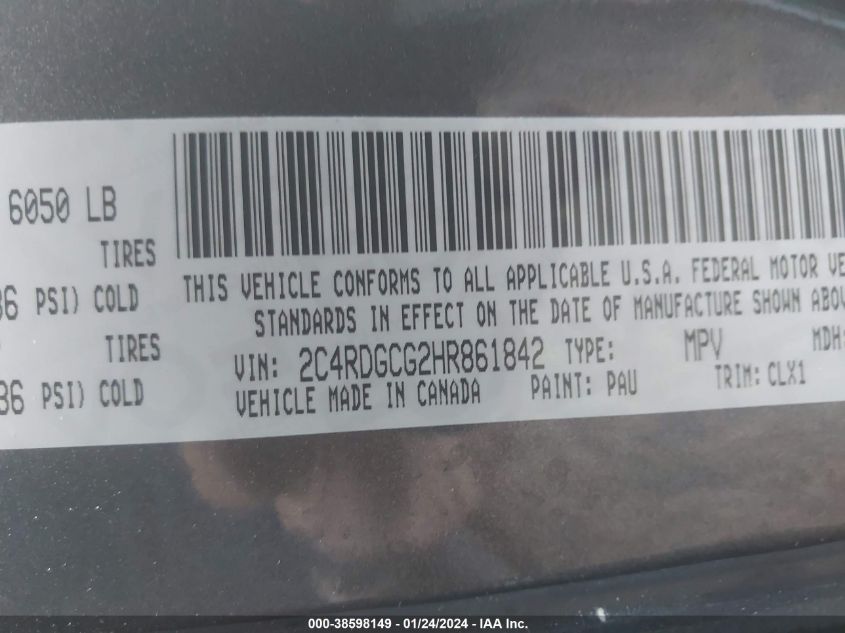 6050 LB
TIRES
36 PSI) COLD
TIRES
36 PSI) COLD
THIS VEHICLE CONFORMS TO ALL APPLICABLE U.S.A. FEDERAL MOTOR VE
STANDARDS IN EFFECT ON THE DATE OF MANUFACTURE SHOWN ABOV
VIN: 2C4RDGCG2HR861842 TYPE: MPV MDH:
VEHICLE MADE IN CANADA PAINT: PAU TRIM: CLX1
000-38598149 - 01/24/2024 - IAA Inc.